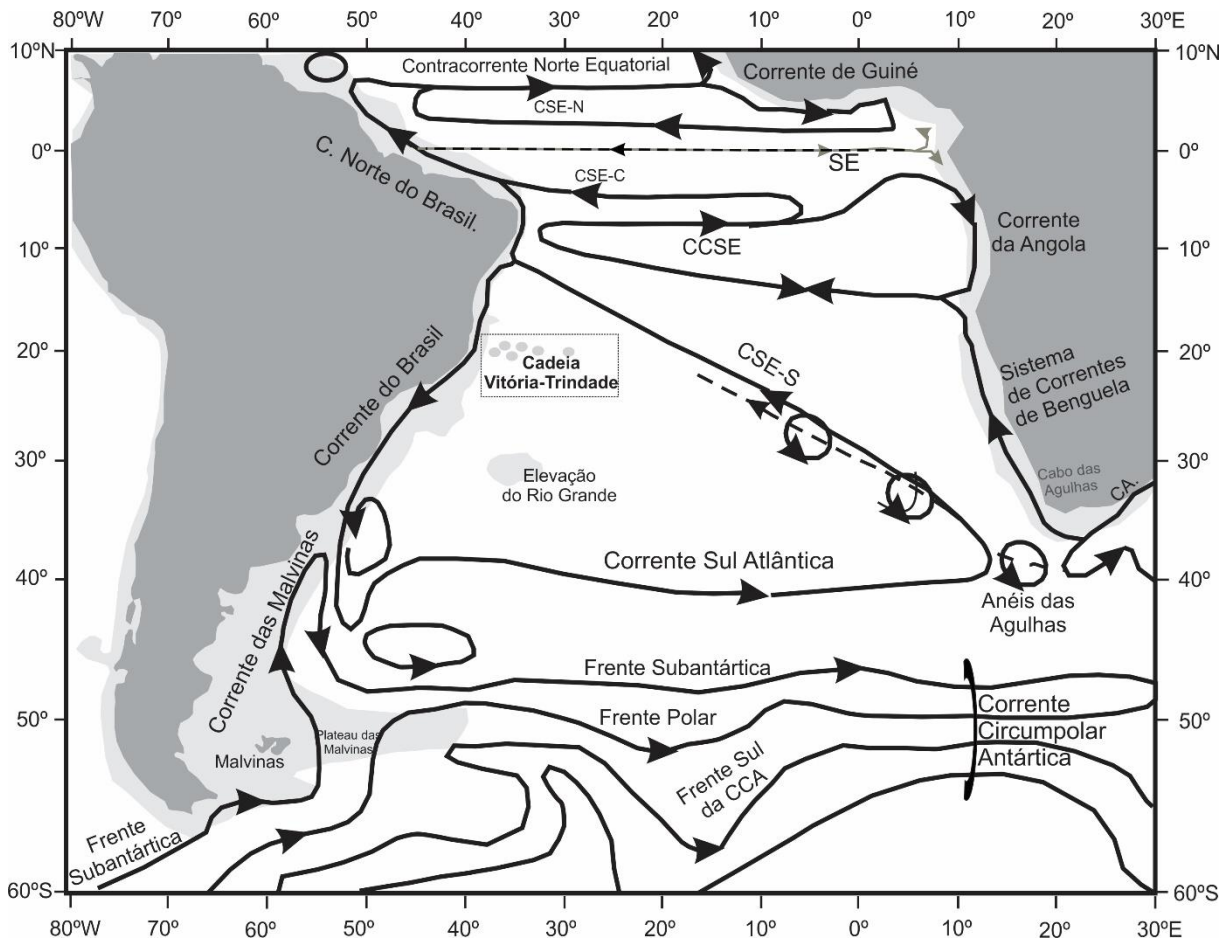 80ºW 70º 60º 50º 40º 30º 20º 10º 0º 10º 20º 30ºE
10ºN
10ºN
Contracorrente Norte Equatorial
Corrente de Guiné
CSE-N
0º
0º
SE
C. Norte do Brasil.
CSE-C
CCSE
Corrente
da Angola
10º
10º
20º
20º
Cadeia
Vitória-Trindade
CSE-S
Sistema
de Correntes
de Benguela
Corrente do Brasil
30º
30º
Elevação
do Rio Grande
Cabo das
Agulhas
CA.
Corrente Sul Atlântica
40º
40º
Anéis das
Agulhas
Corrente das Malvinas
Frente Subantártica
50º
50º
Frente Polar
Corrente
Circumpolar
Antártica
Plateau das
Malvinas
Malvinas
Frente Sul
da CCA
Frente
Subantártica
60ºS
60ºS
80ºW 70º 60º 50º 40º 30º 20º 10º 0º 10º 20º 30ºE